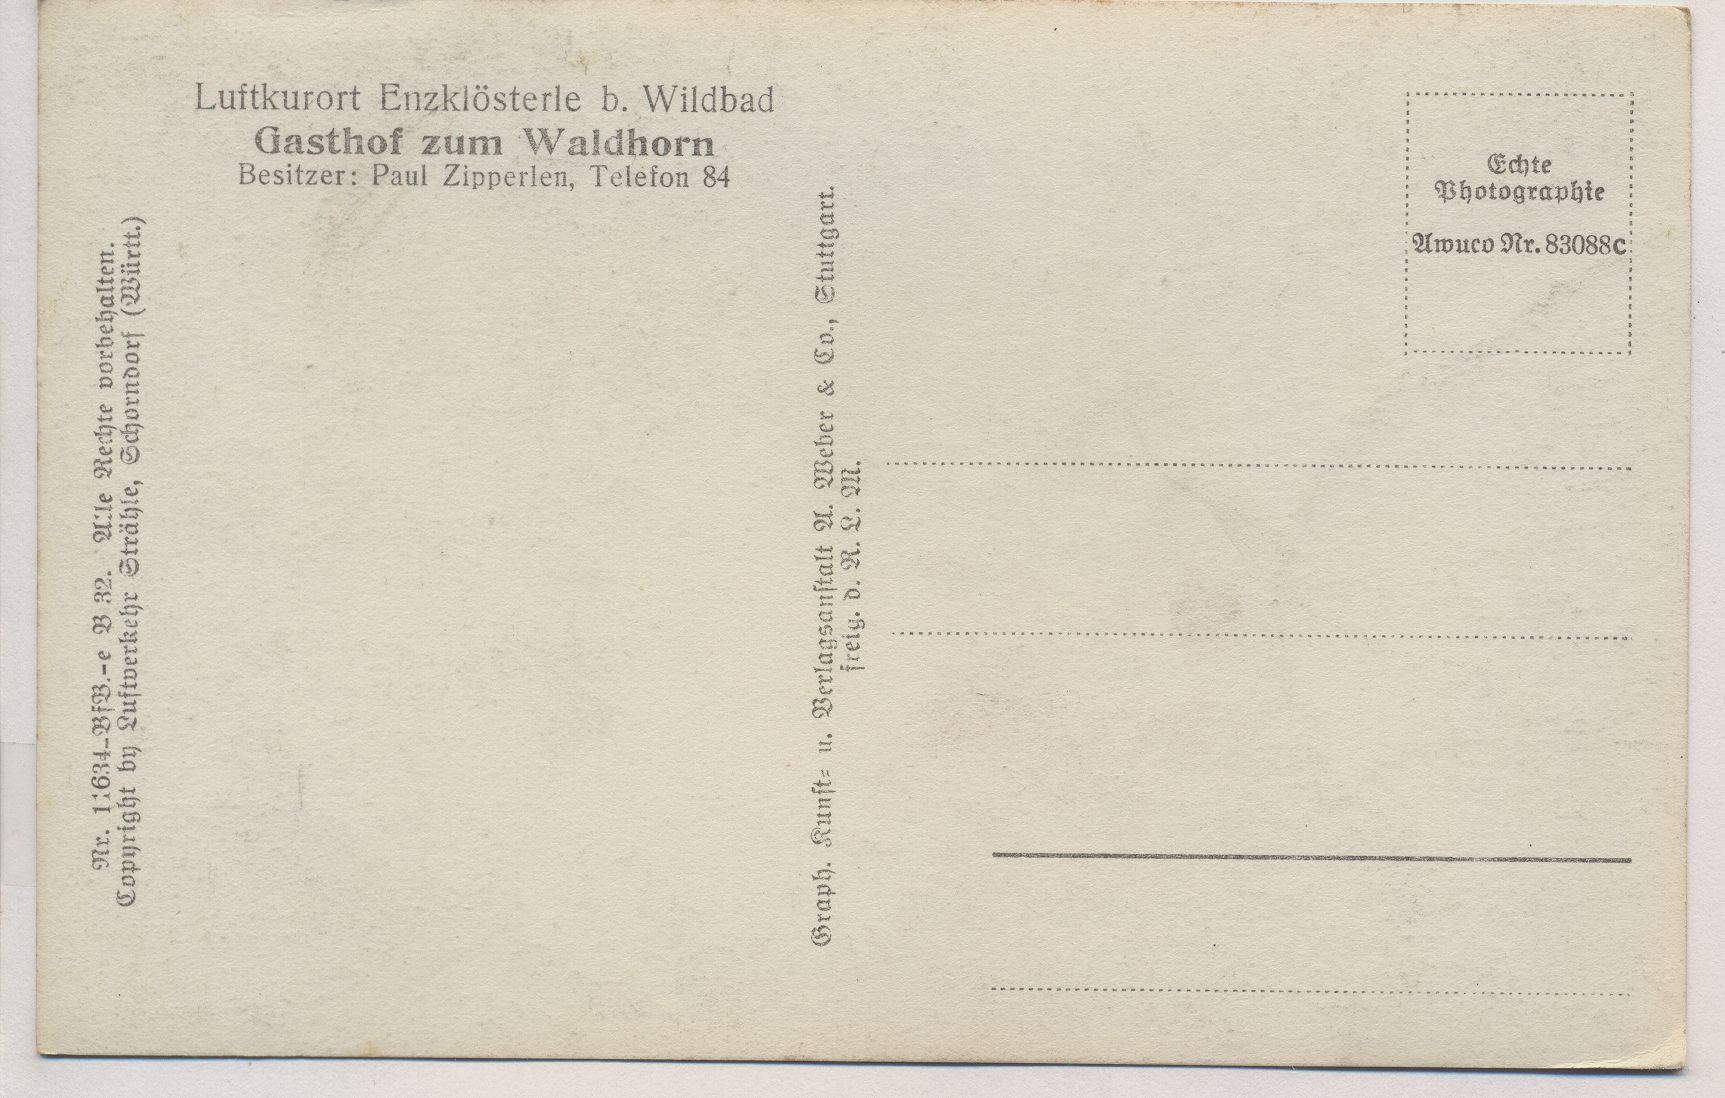 Luftkurort Enzklösterle b. Wildbad
Gasthof zum Waldhorn
Besitzer: Paul Zipperlen, Telefon 84
Nr. 11634-BfB.-e B 32. Alle Rechte vorbehalten.
Copyright by Luftverkehr Strähle, Schorndorf (Württ.)
Graph. Kunst- u. Verlagsanstalt A. Weber & Co., Stuttgart.
freig. d. R. L. M.
Echte
Photographie
Awuco Nr. 83088c